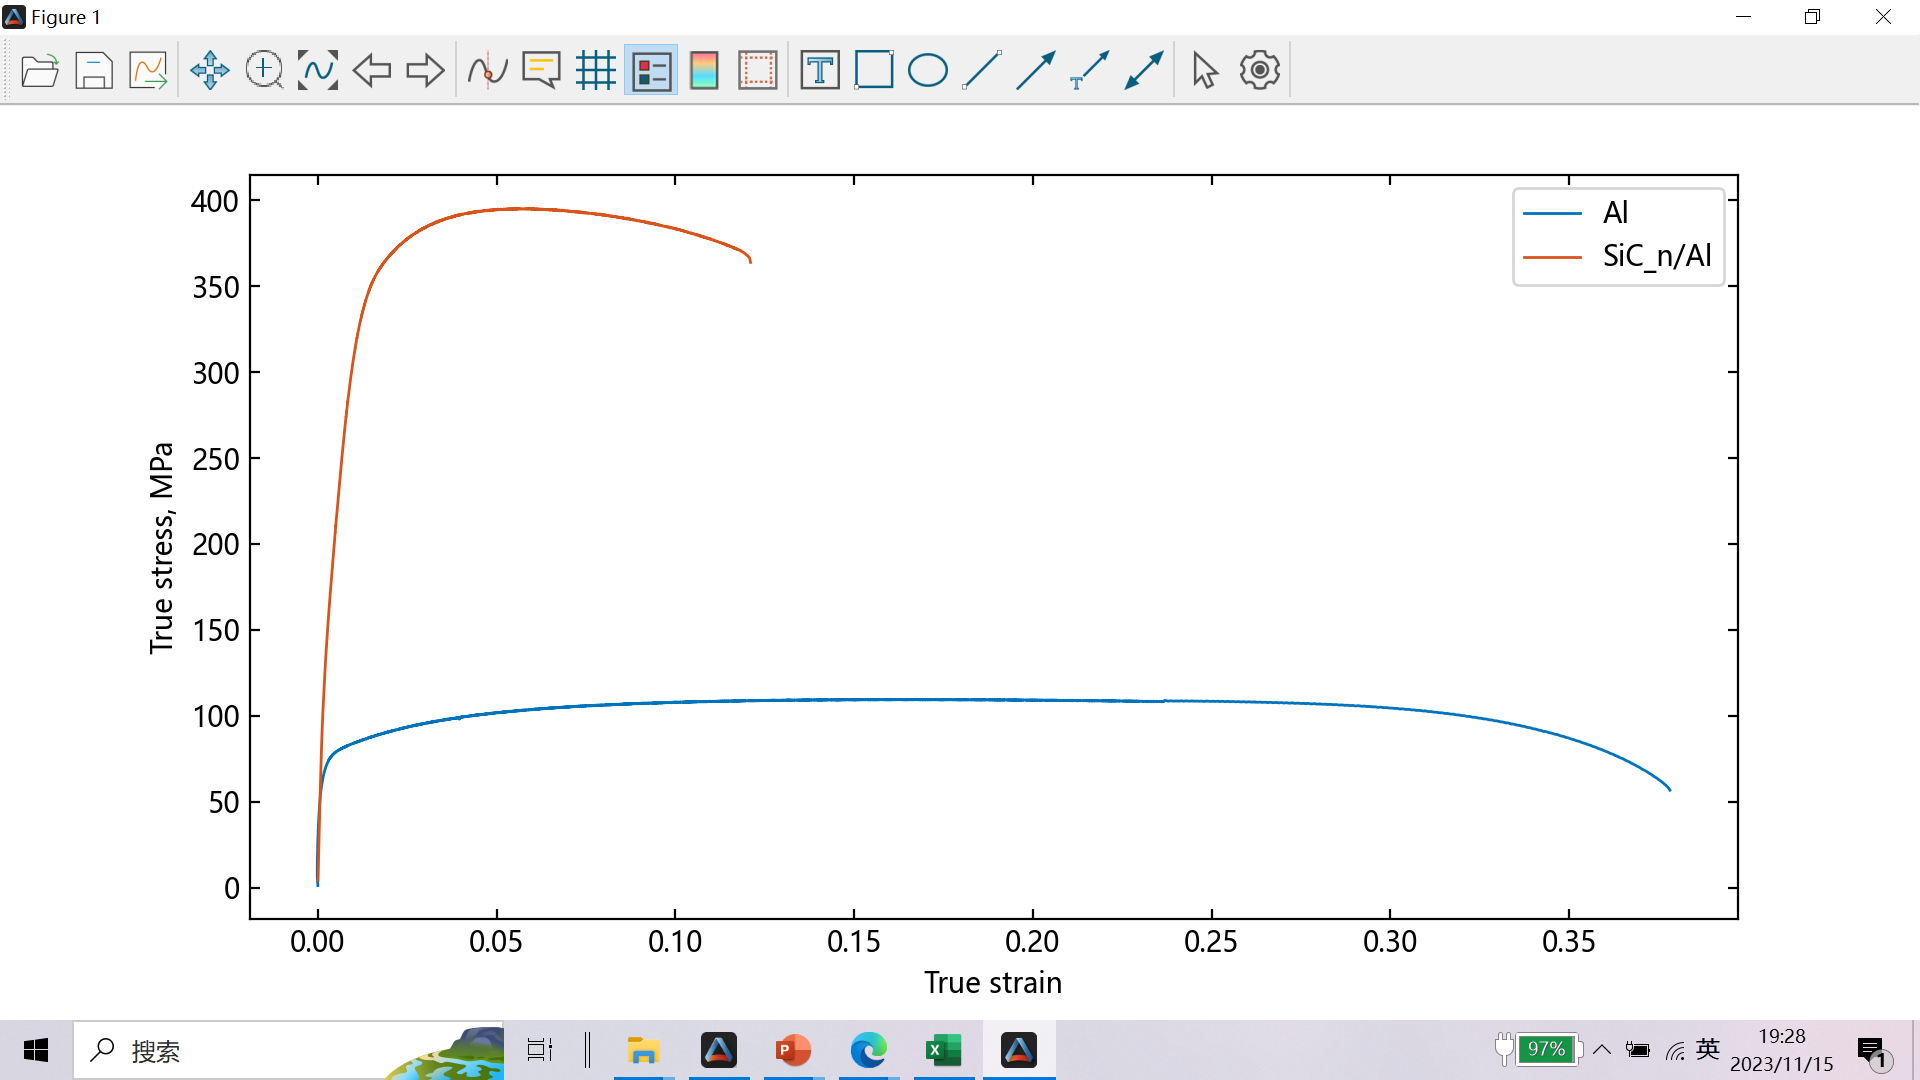 Figure 1
400
350
300
250
200
150
100
50
0
True stress, MPa
Al
SiC_n/Al
0.00 0.05 0.10 0.15 0.20 0.25 0.30 0.35
True strain
搜索
97%
英
19:28
2023/11/15
1
T
T
P
X